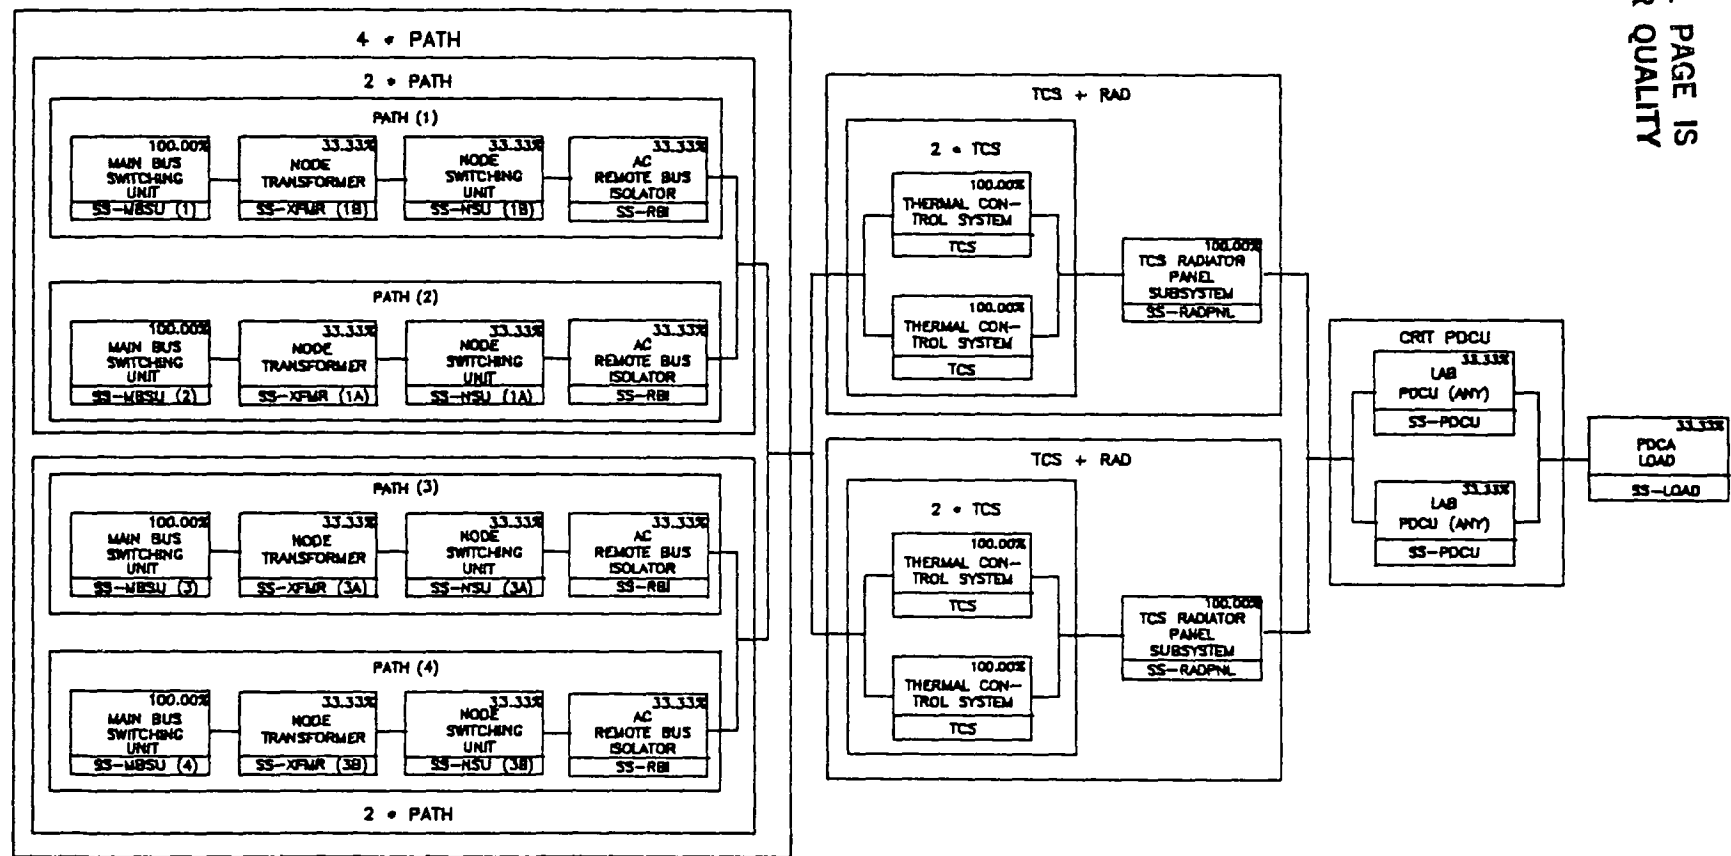 PAGE IS
QUALITY
4 * PATH
2 * PATH
PATH (1)
100.00%
MAIN BUS
SWITCHING
UNIT
SS-MBSU (1)
33.33%
NODE
TRANSFORMER
SS-XFMR (1B)
33.33%
NODE
SWITCHING
UNIT
SS-NSU (1B)
33.33%
AC
REMOTE BUS
ISOLATOR
SS-RBI
PATH (2)
100.00%
MAIN BUS
SWITCHING
UNIT
SS-MBSU (2)
33.33%
NODE
TRANSFORMER
SS-XFMR (1A)
33.33%
NODE
SWITCHING
UNIT
SS-NSU (1A)
33.33%
AC
REMOTE BUS
ISOLATOR
SS-RBI
PATH (3)
100.00%
MAIN BUS
SWITCHING
UNIT
SS-MBSU (3)
33.33%
NODE
TRANSFORMER
SS-XFMR (3A)
33.33%
NODE
SWITCHING
UNIT
SS-NSU (3A)
33.33%
AC
REMOTE BUS
ISOLATOR
SS-RBI
PATH (4)
100.00%
MAIN BUS
SWITCHING
UNIT
SS-MBSU (4)
33.33%
NODE
TRANSFORMER
SS-XFMR (3B)
33.33%
NODE
SWITCHING
UNIT
SS-NSU (3B)
33.33%
AC
REMOTE BUS
ISOLATOR
SS-RBI
2 * PATH
TCS + RAD
2 * TCS
100.00%
THERMAL CON-
TROL SYSTEM
TCS
100.00%
THERMAL CON-
TROL SYSTEM
TCS
100.00%
TCS RADIATOR
PANEL
SUBSYSTEM
SS-RADPNL
TCS + RAD
2 * TCS
100.00%
THERMAL CON-
TROL SYSTEM
TCS
100.00%
THERMAL CON-
TROL SYSTEM
TCS
100.00%
TCS RADIATOR
PANEL
SUBSYSTEM
SS-RADPNL
CRIT PDCU
33.33%
LAB
PDCU (ANY)
SS-PDCU
33.33%
LAB
PDCU (ANY)
SS-PDCU
33.33%
PDCA
LOAD
SS-LOAD